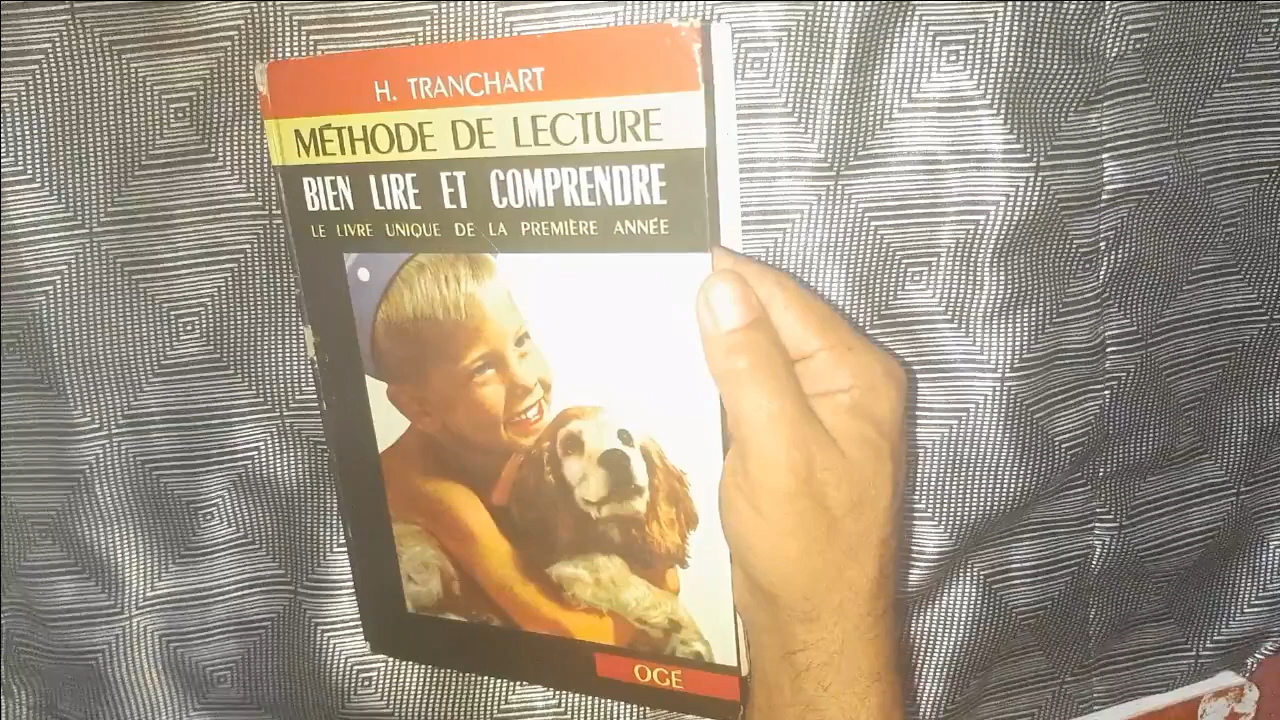 H. TRANCHART
MÉTHODE DE LECTURE
BIEN LIRE ET COMPRENDRE
LE LIVRE UNIQUE DE LA PREMIÈRE ANNÉE
OGE